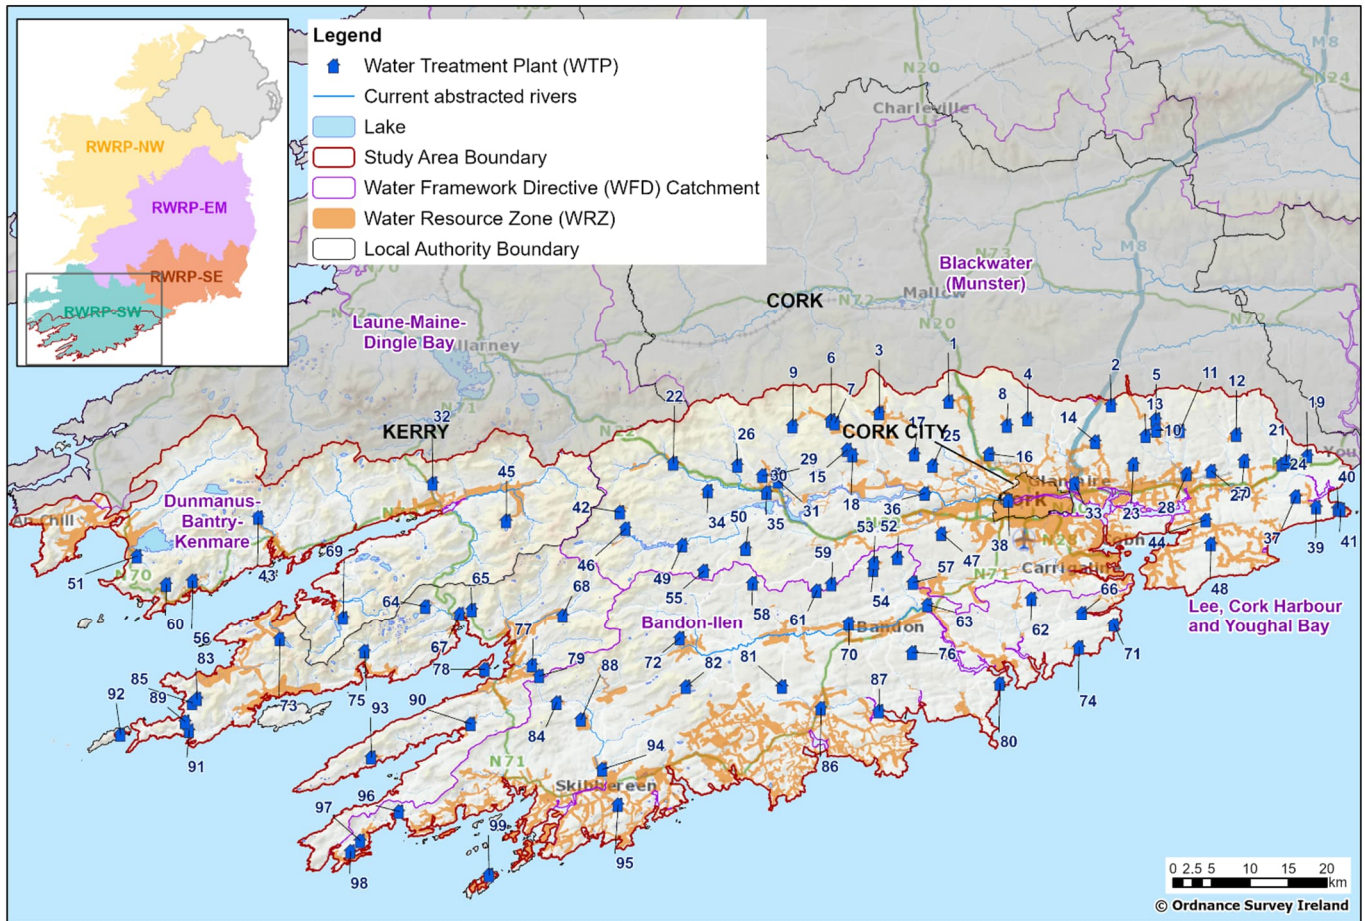 RWRP-NW
RWRP-EM
RWRP-SE
RWRP-SW
Legend
Water Treatment Plant (WTP)
Current abstracted rivers
Lake
Study Area Boundary
Water Framework Directive (WFD) Catchment
Water Resource Zone (WRZ)
Local Authority Boundary
M8
N24
N20
Charleville
N73
M8
Blackwater
(Munster)
N70
CORK
N72
Mallow
N72
N20
Laune-Maine-
Dingle Bay
N71
KERRY
N22
CORK CITY
1
2
3
4
5
6
7
8
9
10
11
12
13
14
15
16
17
18
19
21
22
23
24
25
26
27
28
29
30
31
32
33
34
35
36
37
38
39
40
41
42
43
44
45
46
47
48
49
50
51
52
53
54
55
56
57
58
59
60
61
62
63
64
65
66
67
68
69
70
71
72
73
74
75
76
77
78
79
80
81
82
83
84
85
86
87
88
89
90
91
92
93
94
95
96
97
98
99
Dunmanus-
Bantry-
Kenmare
N70
Glanmire
Cork
N28
Carrigaline
N71
Bandon-Ilen
Bandon
Lee, Cork Harbour
and Youghal Bay
N71
Skibbereen
0 2.5 5 10 15 20
km
© Ordnance Survey Ireland